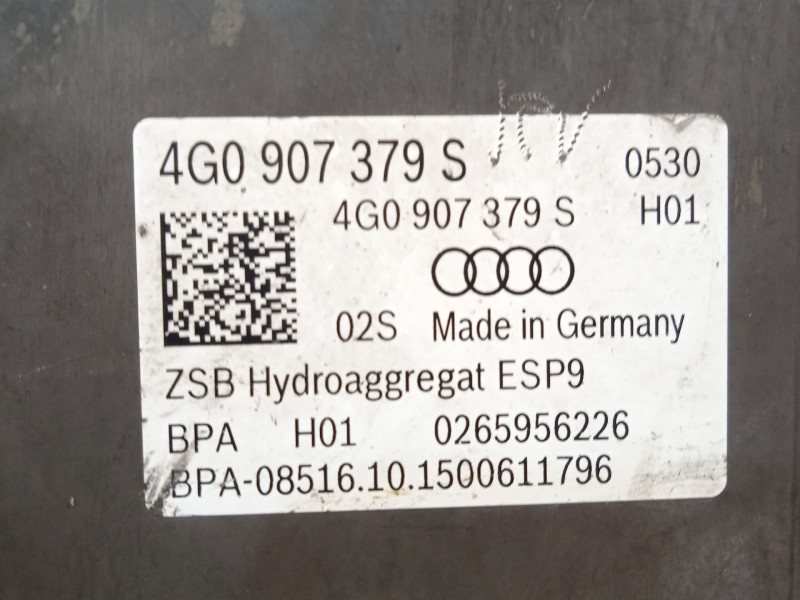 4G0 907 379 S 0530
4G0 907 379 S H01
02S Made in Germany
ZSB Hydroaggregat ESP9
BPA H01 0265956226
BPA-08516.10.1500611796